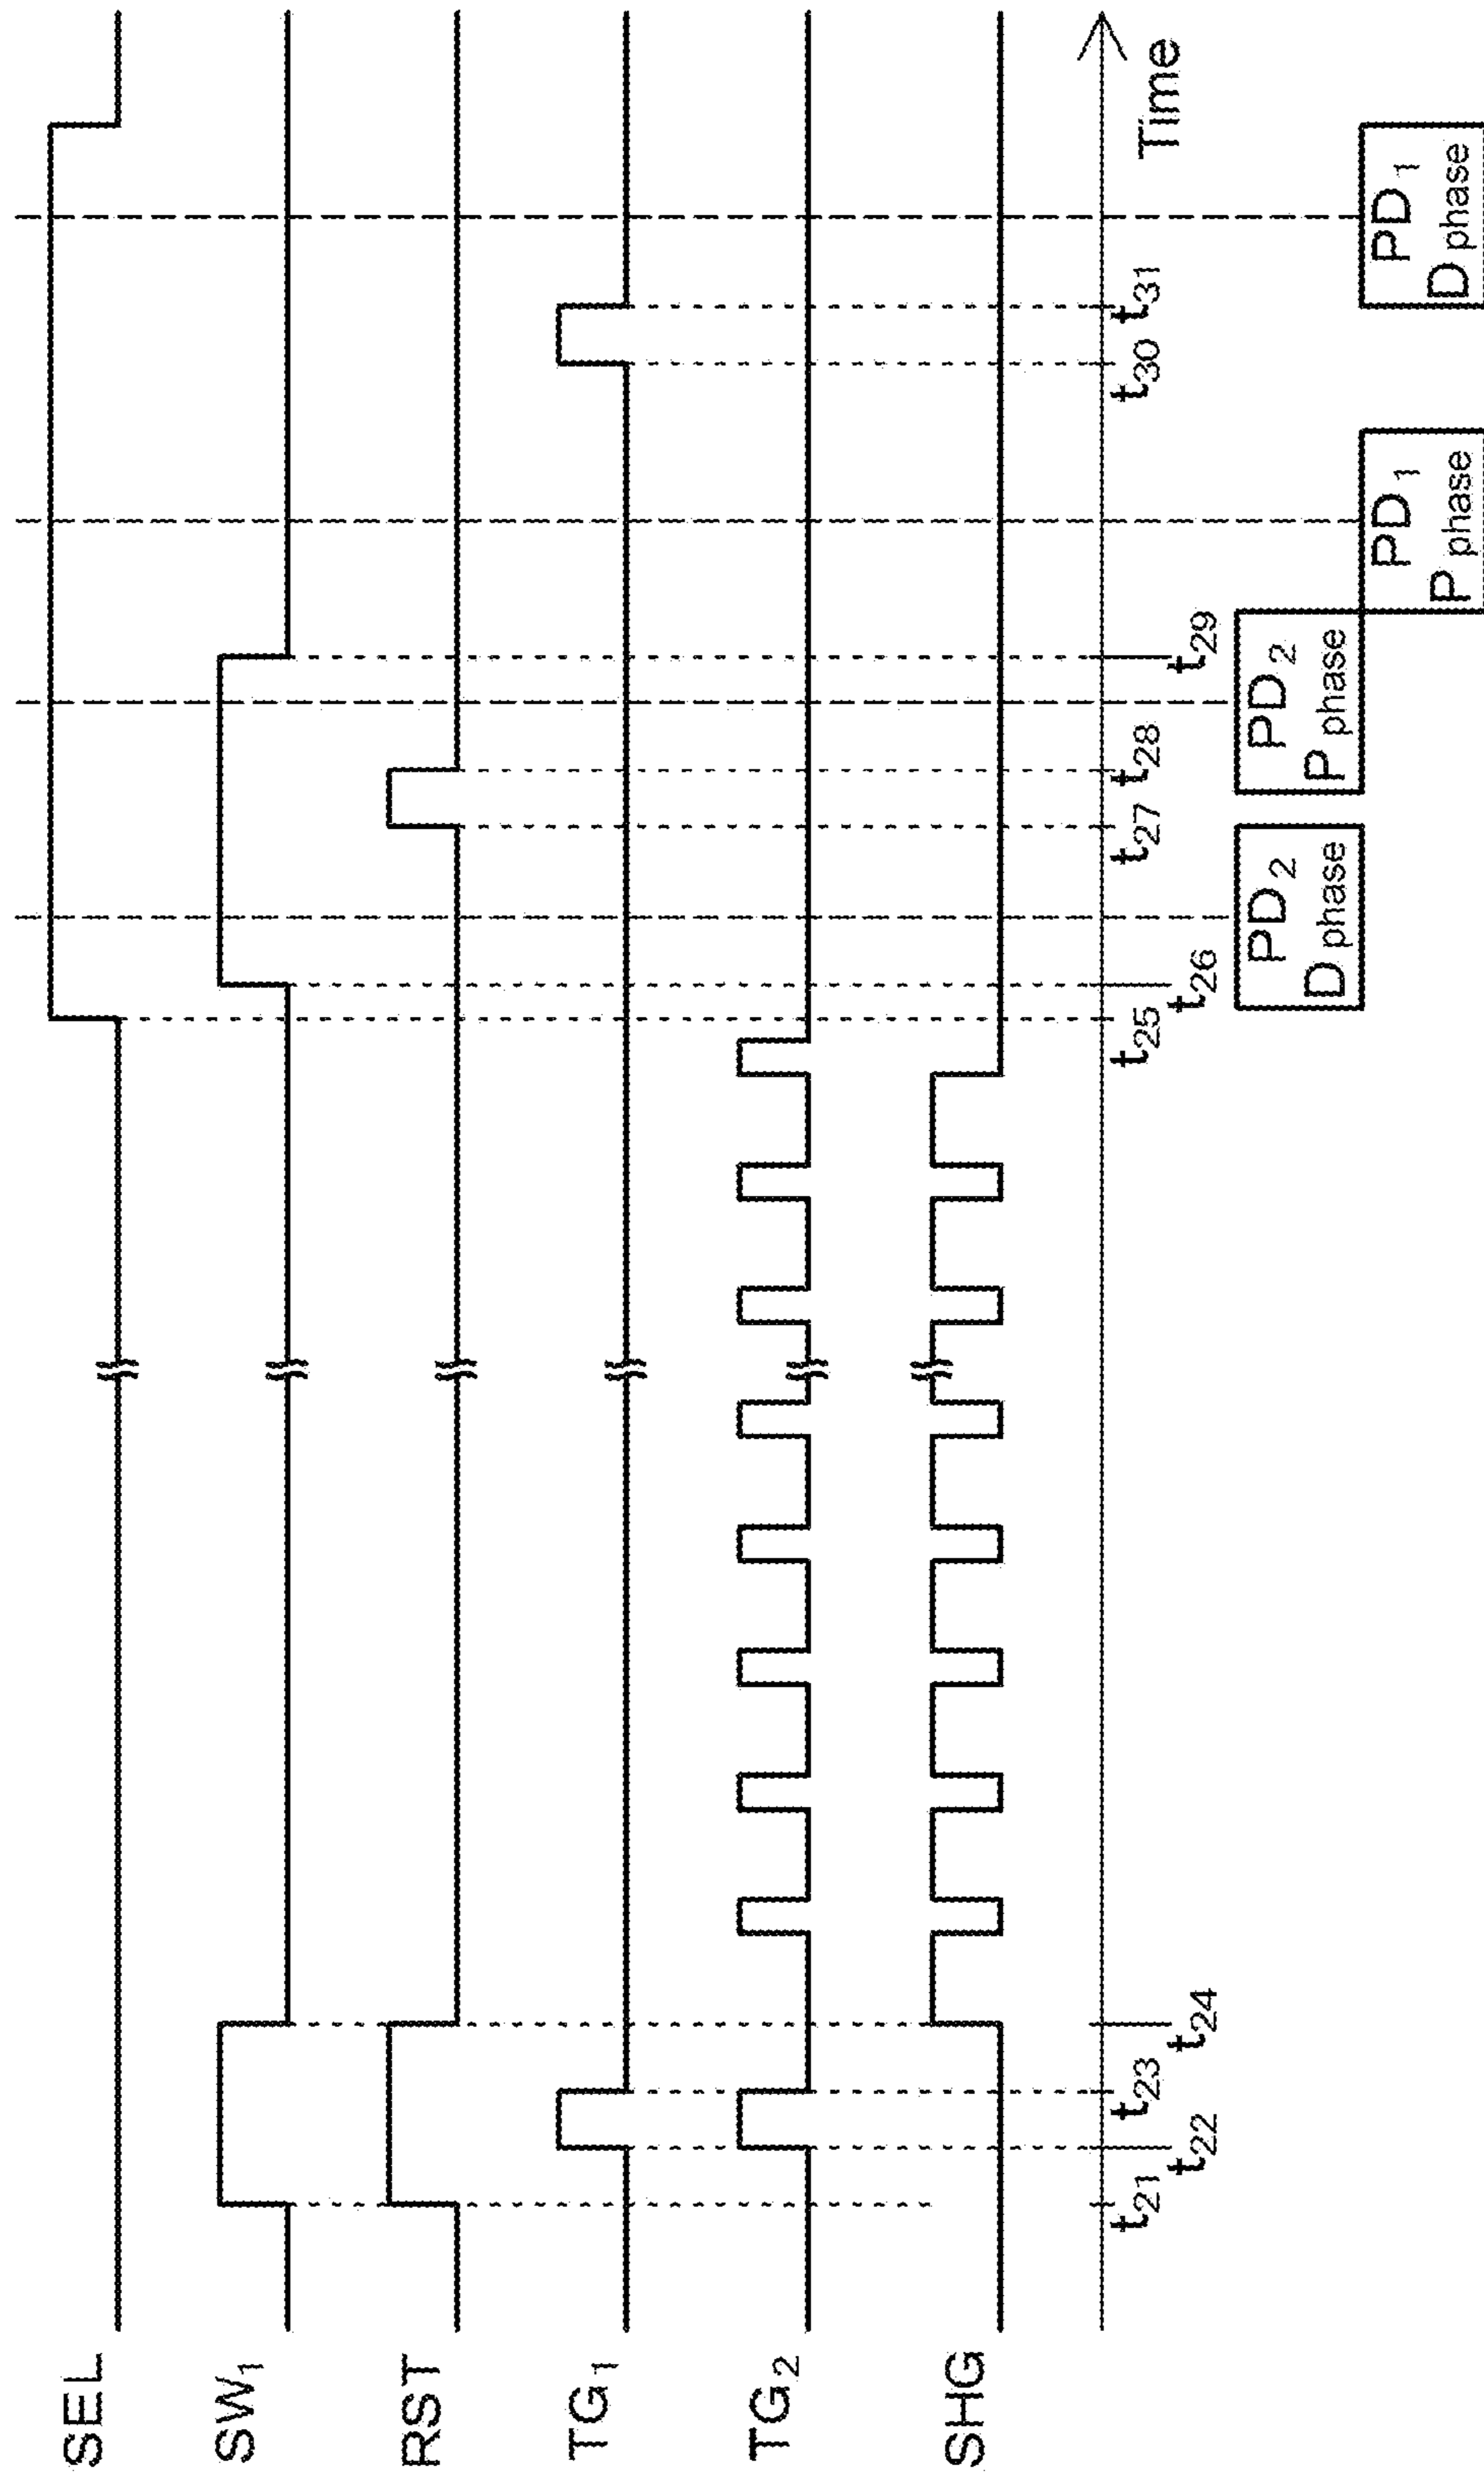 SEL
SW1
RST
TG1
TG2
SHG
Time
t21
t22
t23
t24
t25
t26
t27
t28
t29
t30
t31
PD2
D phase
PD2
P phase
PD1
P phase
PD1
D phase